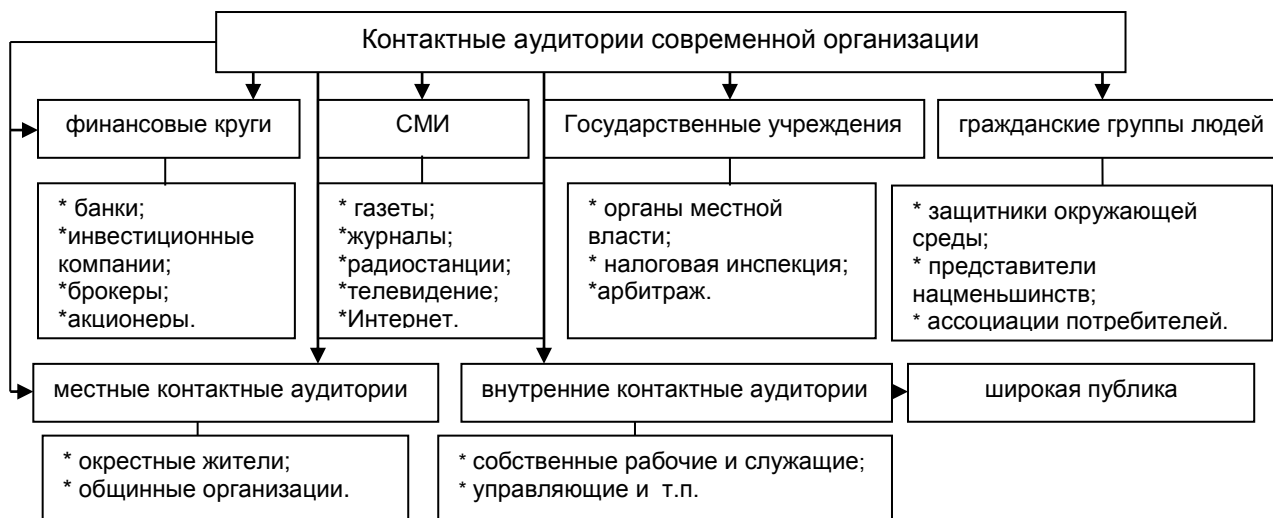 Контактные аудитории современной организации
финансовые круги
СМИ
Государственные учреждения
гражданские группы людей
* банки;
*инвестиционные
компании;
*брокеры;
*акционеры.
* газеты;
*журналы;
*радиостанции;
*телевидение;
*Интернет.
* органы местной
власти;
* налоговая инспекция;
*арбитраж.
* защитники окружающей
среды;
* представители
нацменьшинств;
* ассоциации потребителей.
местные контактные аудитории
внутренние контактные аудитории
широкая публика
* окрестные жители;
* общинные организации.
* собственные рабочие и служащие;
* управляющие и т.п.